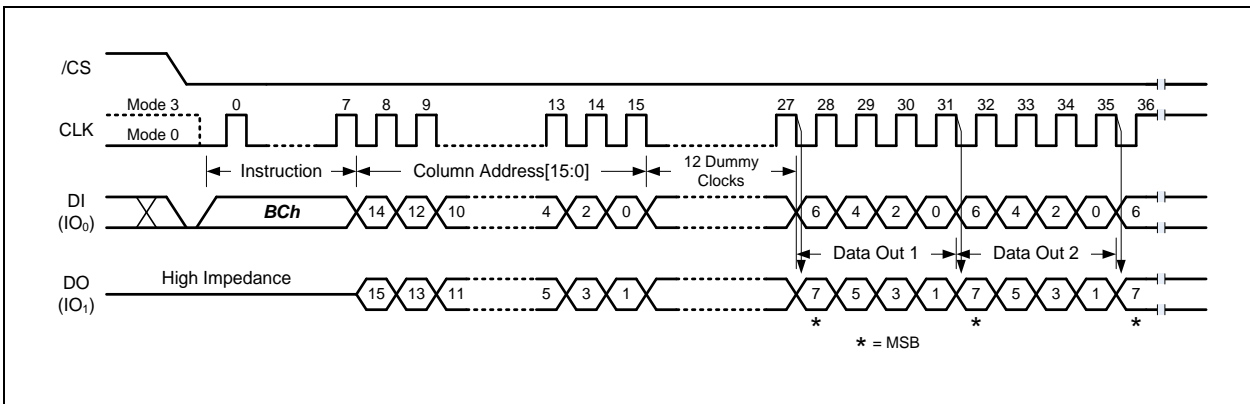 /CS
Mode 3 0 7 8 9 13 14 15 27 28 29 30 31 32 33 34 35 36
CLK Mode 0
Instruction Column Address[15:0] 12 Dummy Clocks
DI (IO0) BCh 14 12 10 4 2 0 6 4 2 0 6 4 2 0 6
Data Out 1 Data Out 2
DO (IO1) High Impedance 15 13 11 5 3 1 7 5 3 1 7 5 3 1 7
* * *
* = MSB